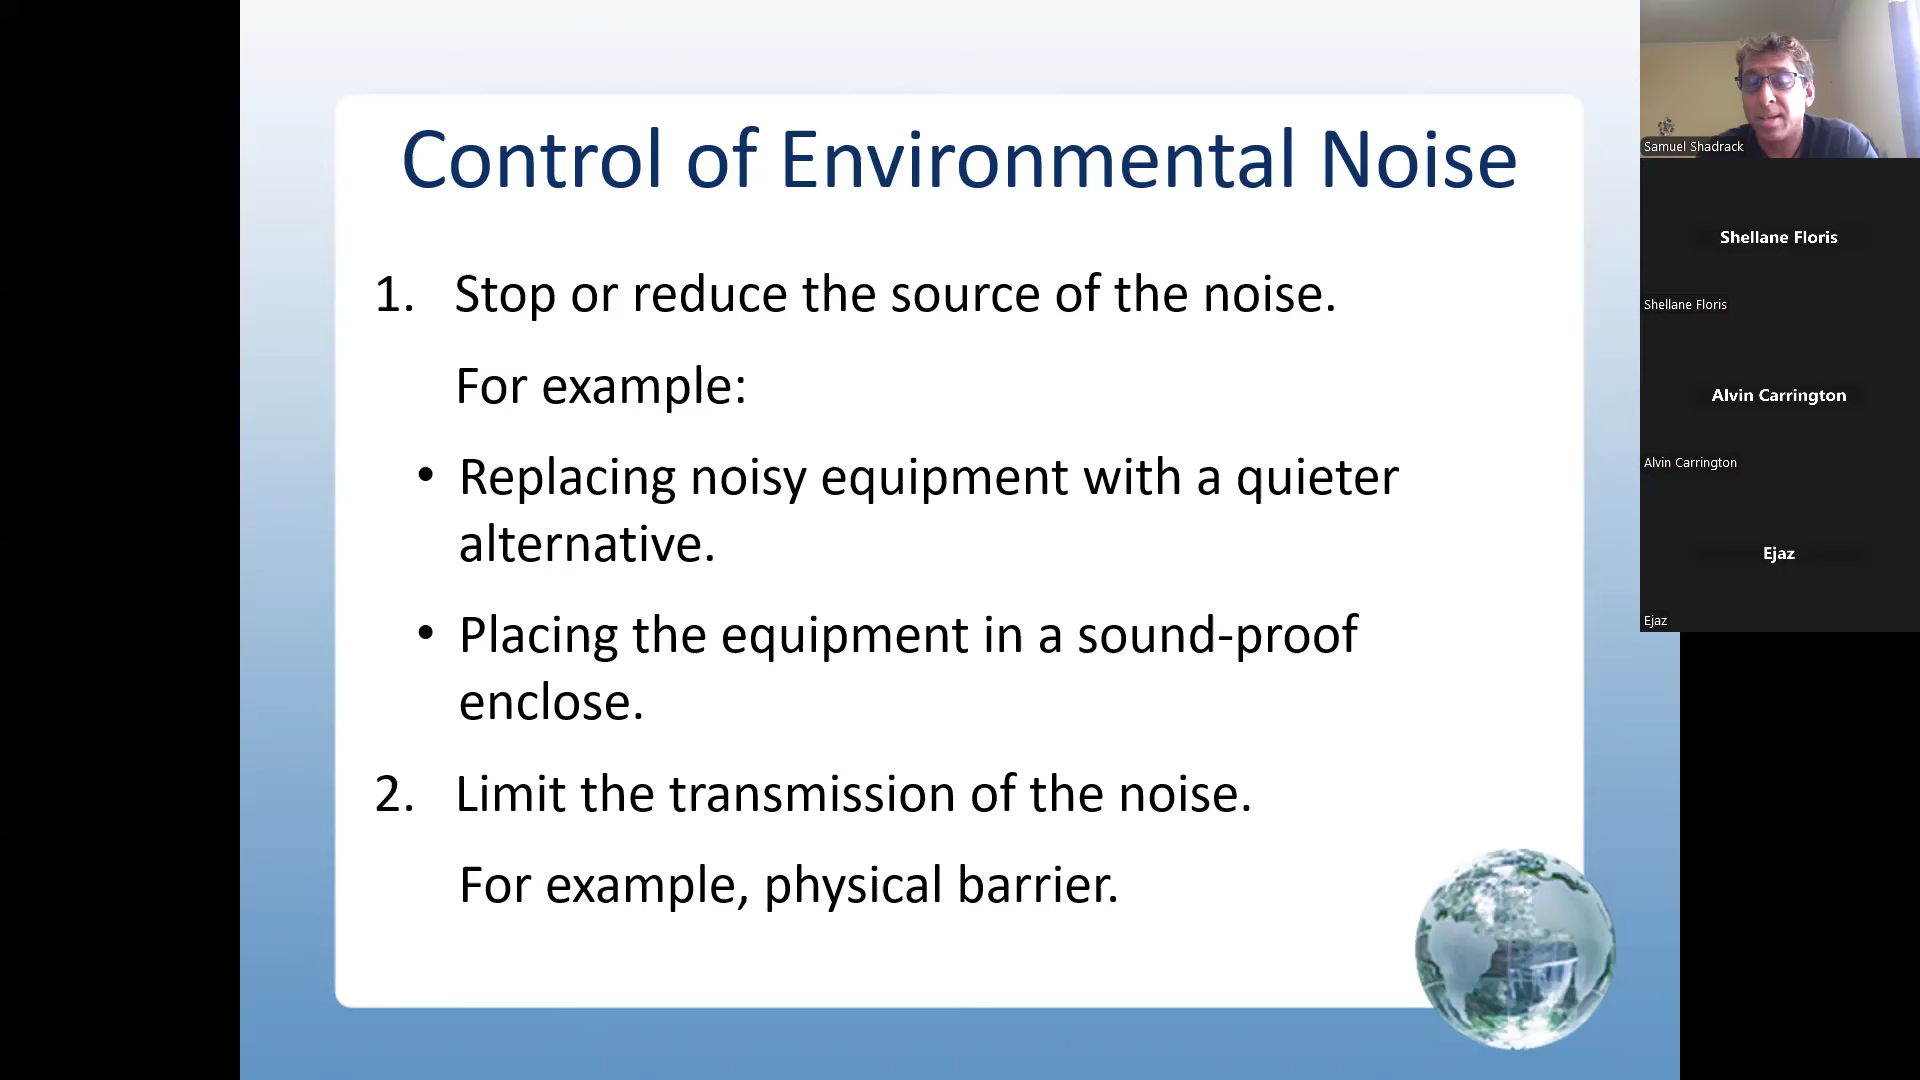 Control of Environmental Noise
1. Stop or reduce the source of the noise.
For example:
• Replacing noisy equipment with a quieter
alternative.
• Placing the equipment in a sound-proof
enclose.
2. Limit the transmission of the noise.
For example, physical barrier.
Samuel Shadrack
Shellane Floris
Shellane Floris
Alvin Carrington
Alvin Carrington
Ejaz
Ejaz